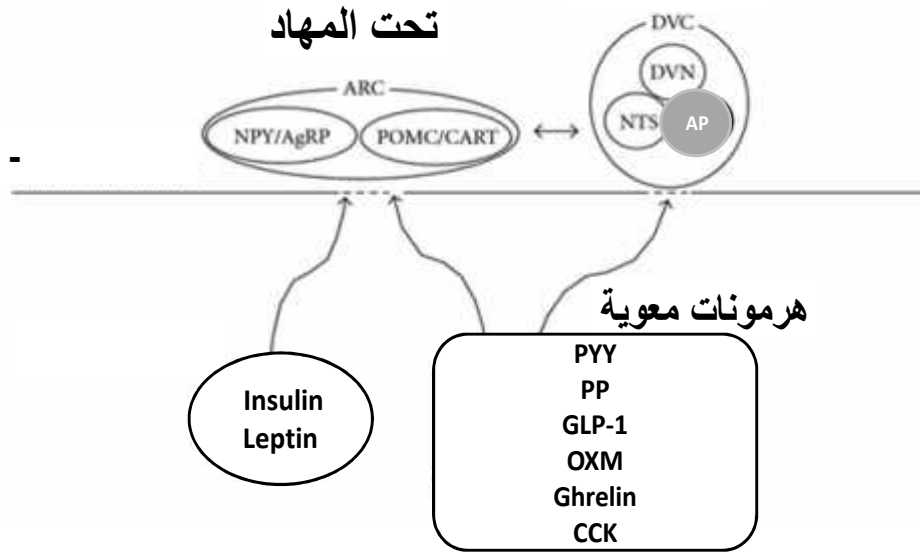 تحت المهاد
DVC
DVN
ARC
NTS
AP
NPY/AgRP
POMC/CART
-
هرمونات معوية
PYY
PP
GLP-1
OXM
Ghrelin
CCK
Insulin
Leptin